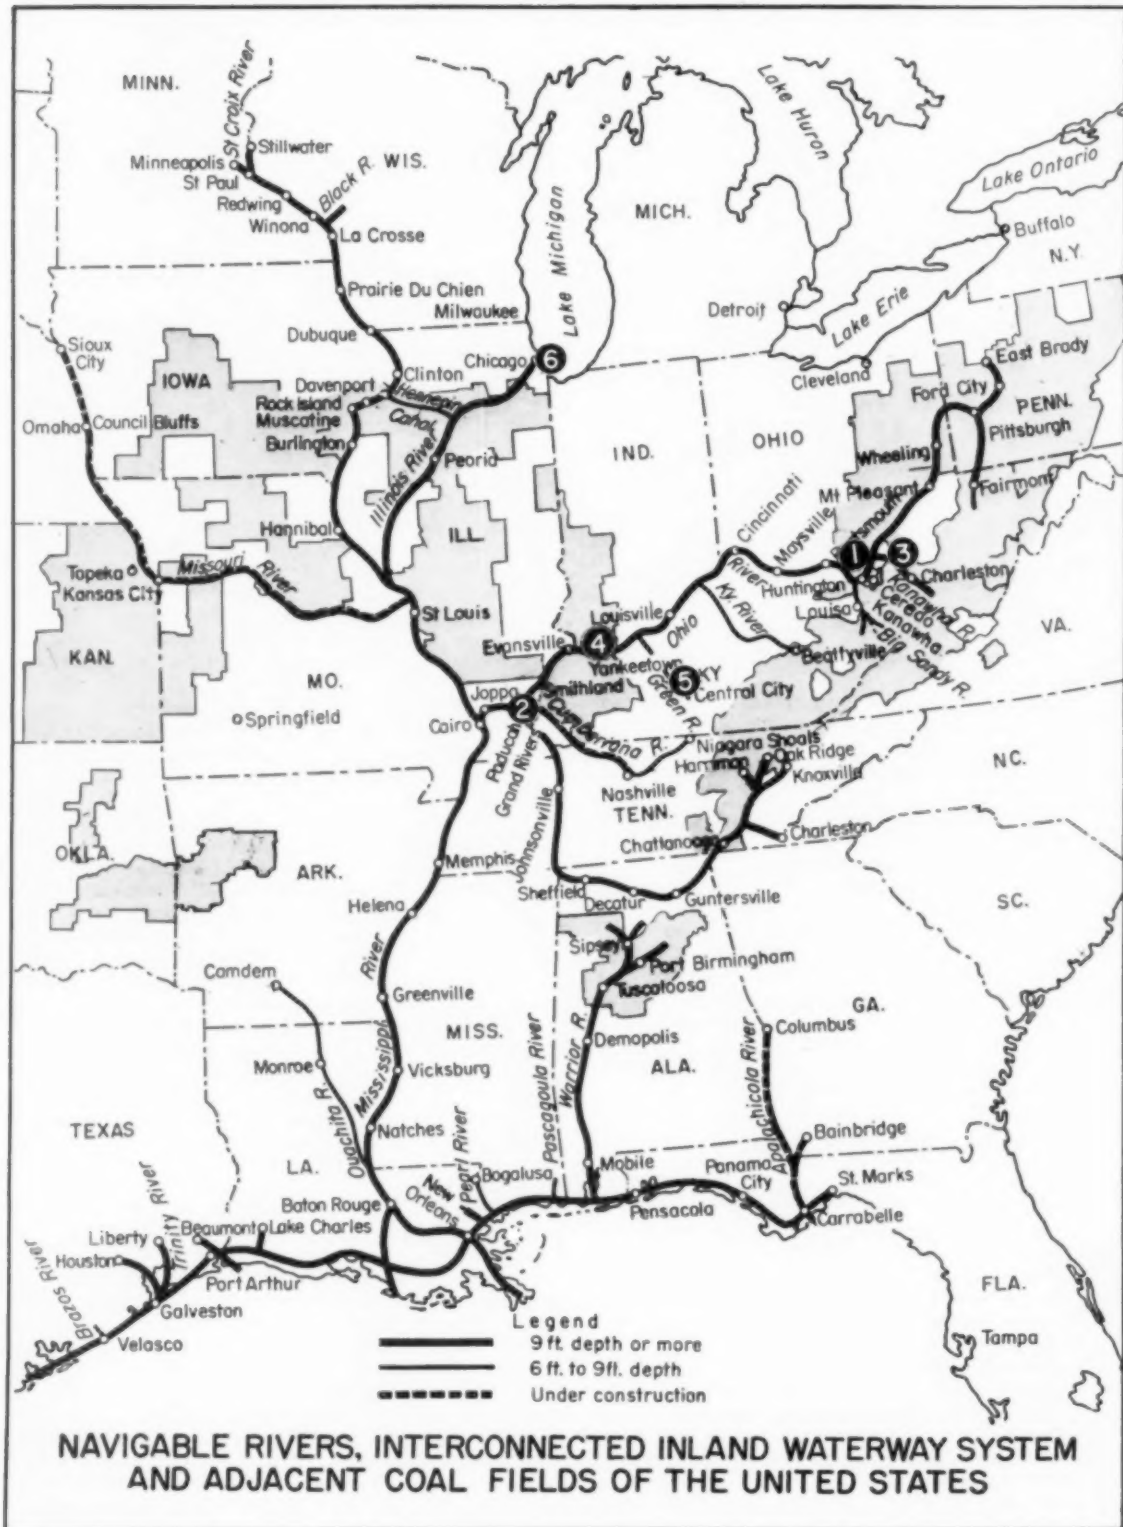 MINN.
St Croix River
Stillwater
Minneapolis
St Paul
Redwing
Winona
Black R.
WIS.
La Crosse
Prairie Du Chien
Milwaukee
Dubuque
Lake Michigan
MICH.
Lake Huron
Lake Ontario
Buffalo
N.Y.
Detroit
Lake Erie
Cleveland
Sioux City
IOWA
Omaha
Council Bluffs
Chicago
6
Clinton
Davenport
Hennepin
Rock Island
Muscatine
Burlington
Illinois River
Peoria
Hannibal
ILL.
IND.
OHIO
East Brady
Ford City
PENN.
Pittsburgh
Wheeling
Mt Pleasant
Fairmont
Cincinnati
Maysville
1
3
Huntington
Charleston
Kanawha R.
Ceredo
Kanawha
Louisa
Big Sandy R.
VA.
Topeka
Kansas City
Missouri River
St Louis
KAN.
MO.
Springfield
Louisville
Ohio
River
Ky River
Beattyville
Evansville
4
Yankeetown
Smithland
Green R.
KY
5
Central City
Joppa
Cairo
2
Paducah
Grand Rivers
R.
Niagara Shoals
Oak Ridge
Knoxville
Nashville
TENN.
NC.
Johnsonville
Charleston
OKLA.
ARK.
Memphis
Helena
Sheffield
Decatur
Guntersville
SC.
Camdem
River
Mississippi
Greenville
MISS.
Sipsey
Port Birmingham
Tuscaloosa
Demopolis
ALA.
GA.
Columbus
Monroe
Ouachita R.
Vicksburg
Natches
Pascagoula River
Warrior R.
Apalachicola River
Bainbridge
TEXAS
LA.
Pearl River
Bogalusa
Mobile
Panama City
St. Marks
Baton Rouge
New Orleans
Pensacola
Carrabelle
Trinity River
Liberty
Beaumont
Lake Charles
Houston
Port Arthur
Brazos River
Galveston
Velasco
FLA.
Tampa
Legend
9 ft. depth or more
6 ft. to 9ft. depth
Under construction
NAVIGABLE RIVERS, INTERCONNECTED INLAND WATERWAY SYSTEM
AND ADJACENT COAL FIELDS OF THE UNITED STATES